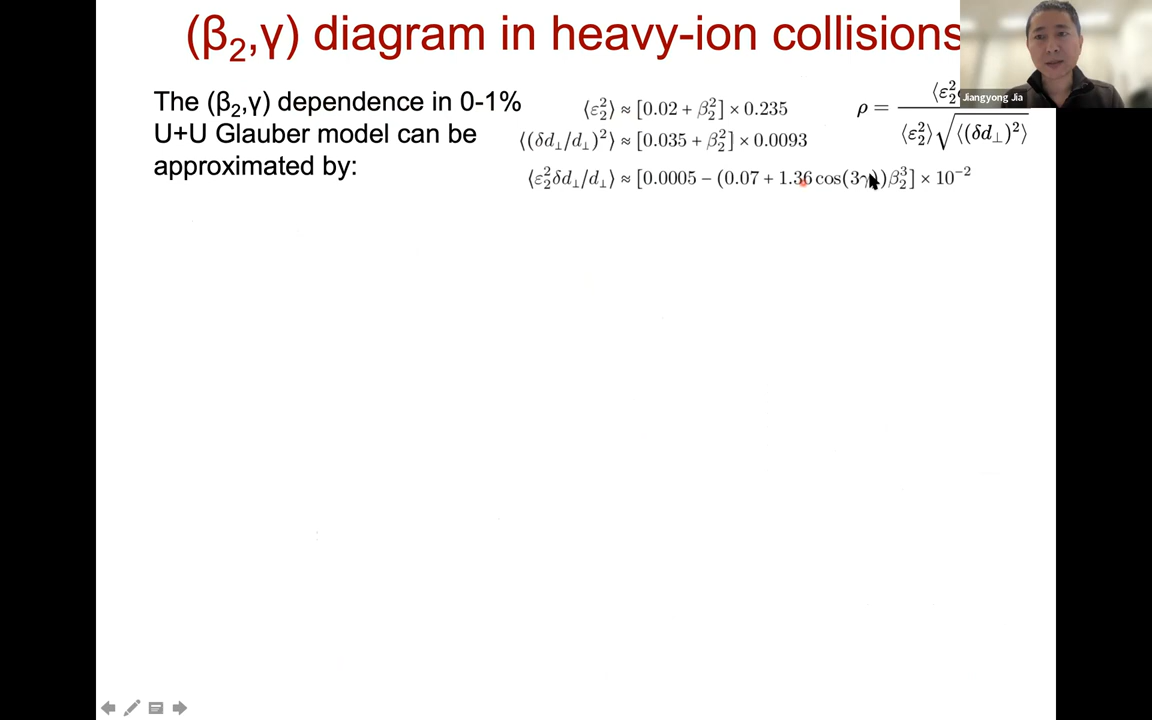 (β₂,γ) diagram in heavy-ion collisions
Jiangyong Jia
The (β₂,γ) dependence in 0-1%
U+U Glauber model can be
approximated by:
⟨ε₂²⟩ ≈ [0.02 + β₂²] × 0.235
⟨(δd⊥/d⊥)²⟩ ≈ [0.035 + β₂²] × 0.0093
⟨ε₂²δd⊥/d⊥⟩ ≈ [0.0005 − (0.07 + 1.36 cos(3γ))β₂³] × 10⁻²
ρ = ⟨ε₂²
⟨ε₂²⟩√⟨(δd⊥)²⟩